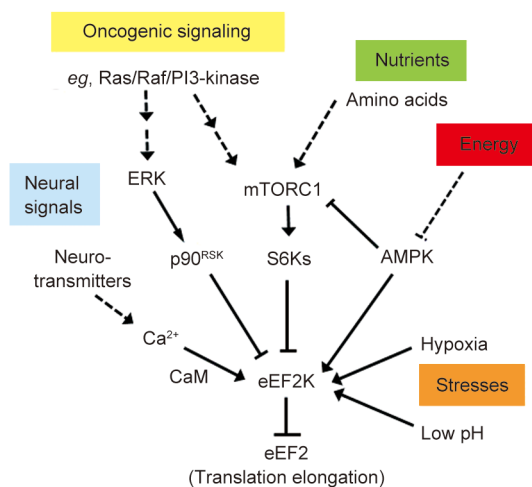 Oncogenic signaling
eg, Ras/Raf/PI3-kinase
Nutrients
Amino acids
Energy
Neural
signals
ERK
mTORC1
Neuro-
transmitters
p90ᴿˢᴷ
S6Ks
AMPK
Ca²⁺
CaM
eEF2K
Hypoxia
Stresses
Low pH
eEF2
(Translation elongation)